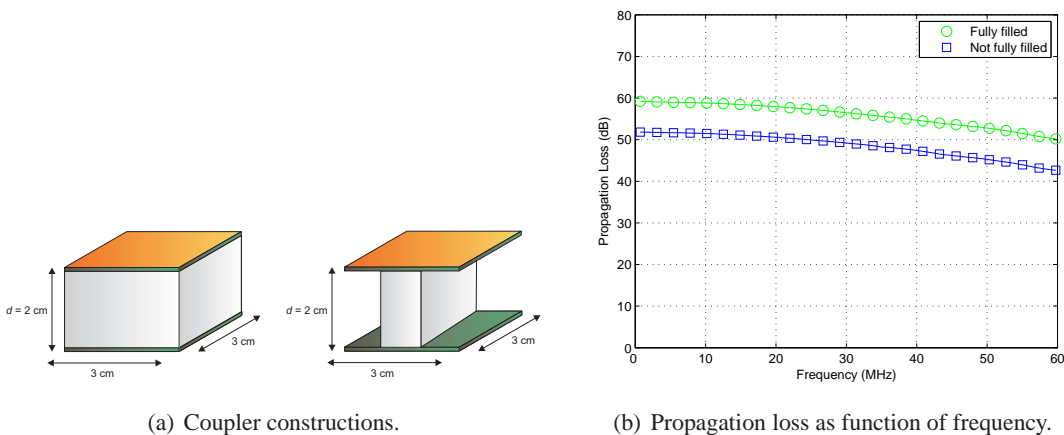 d = 2 cm
3 cm
3 cm
d = 2 cm
3 cm
3 cm
(a) Coupler constructions.
80
70
60
50
40
30
20
10
0
Propagation Loss (dB)
Fully filled
Not fully filled
0 10 20 30 40 50 60
Frequency (MHz)
(b) Propagation loss as function of frequency.